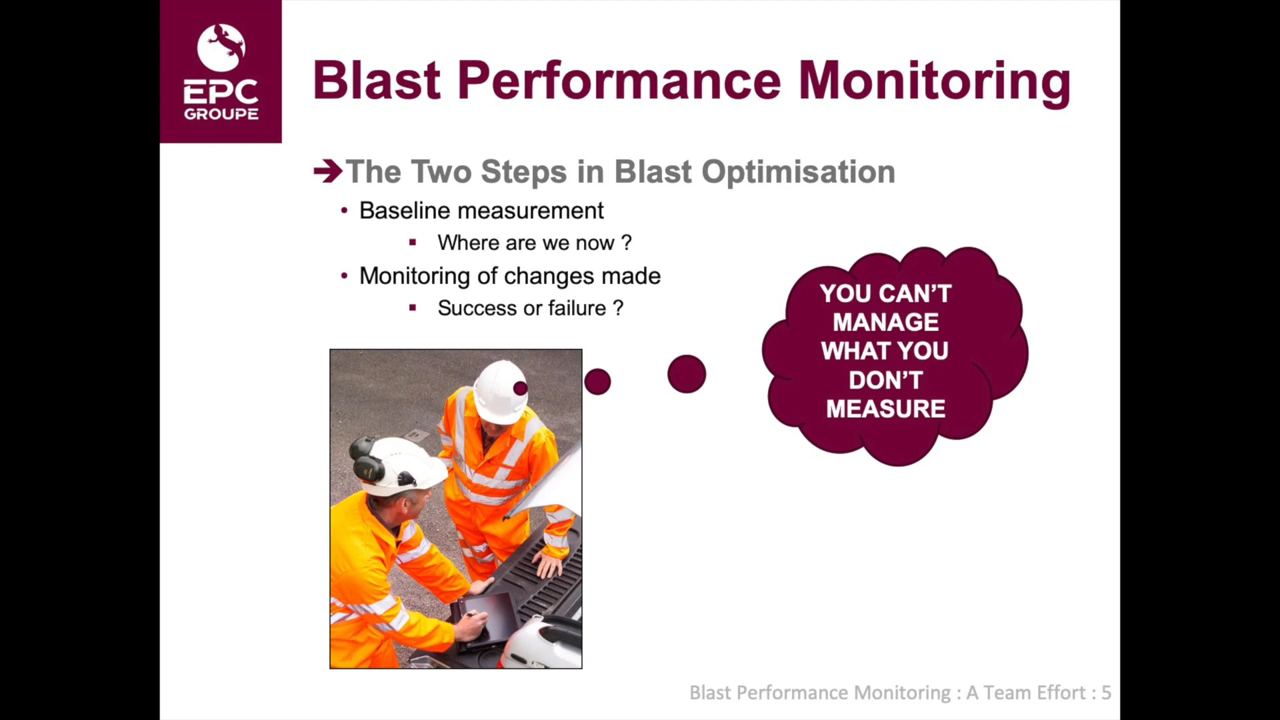 EPC
GROUPE
Blast Performance Monitoring
The Two Steps in Blast Optimisation
• Baseline measurement
▪ Where are we now ?
• Monitoring of changes made
▪ Success or failure ?
YOU CAN’T
MANAGE
WHAT YOU
DON’T
MEASURE
Blast Performance Monitoring : A Team Effort : 5